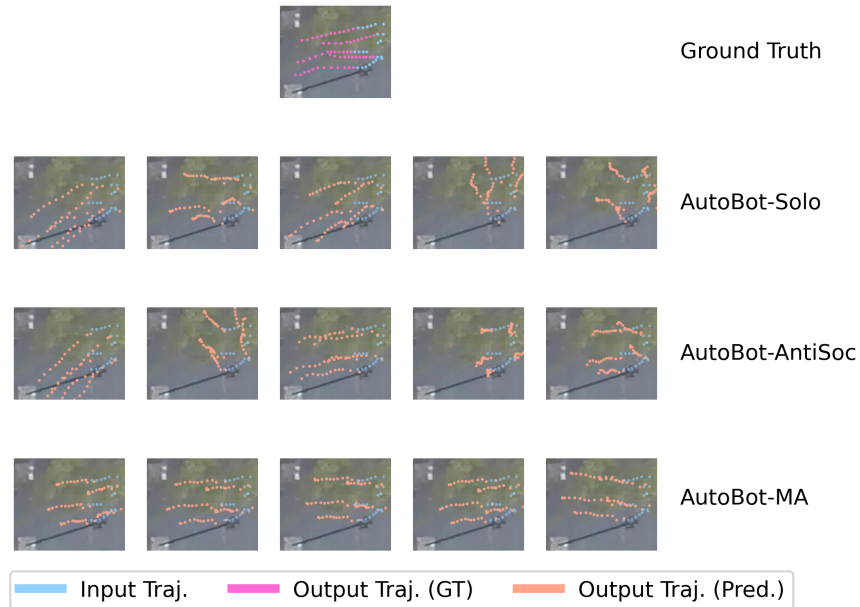 Ground Truth
AutoBot-Solo
AutoBot-AntiSoc
AutoBot-MA
Input Traj. Output Traj. (GT) Output Traj. (Pred.)